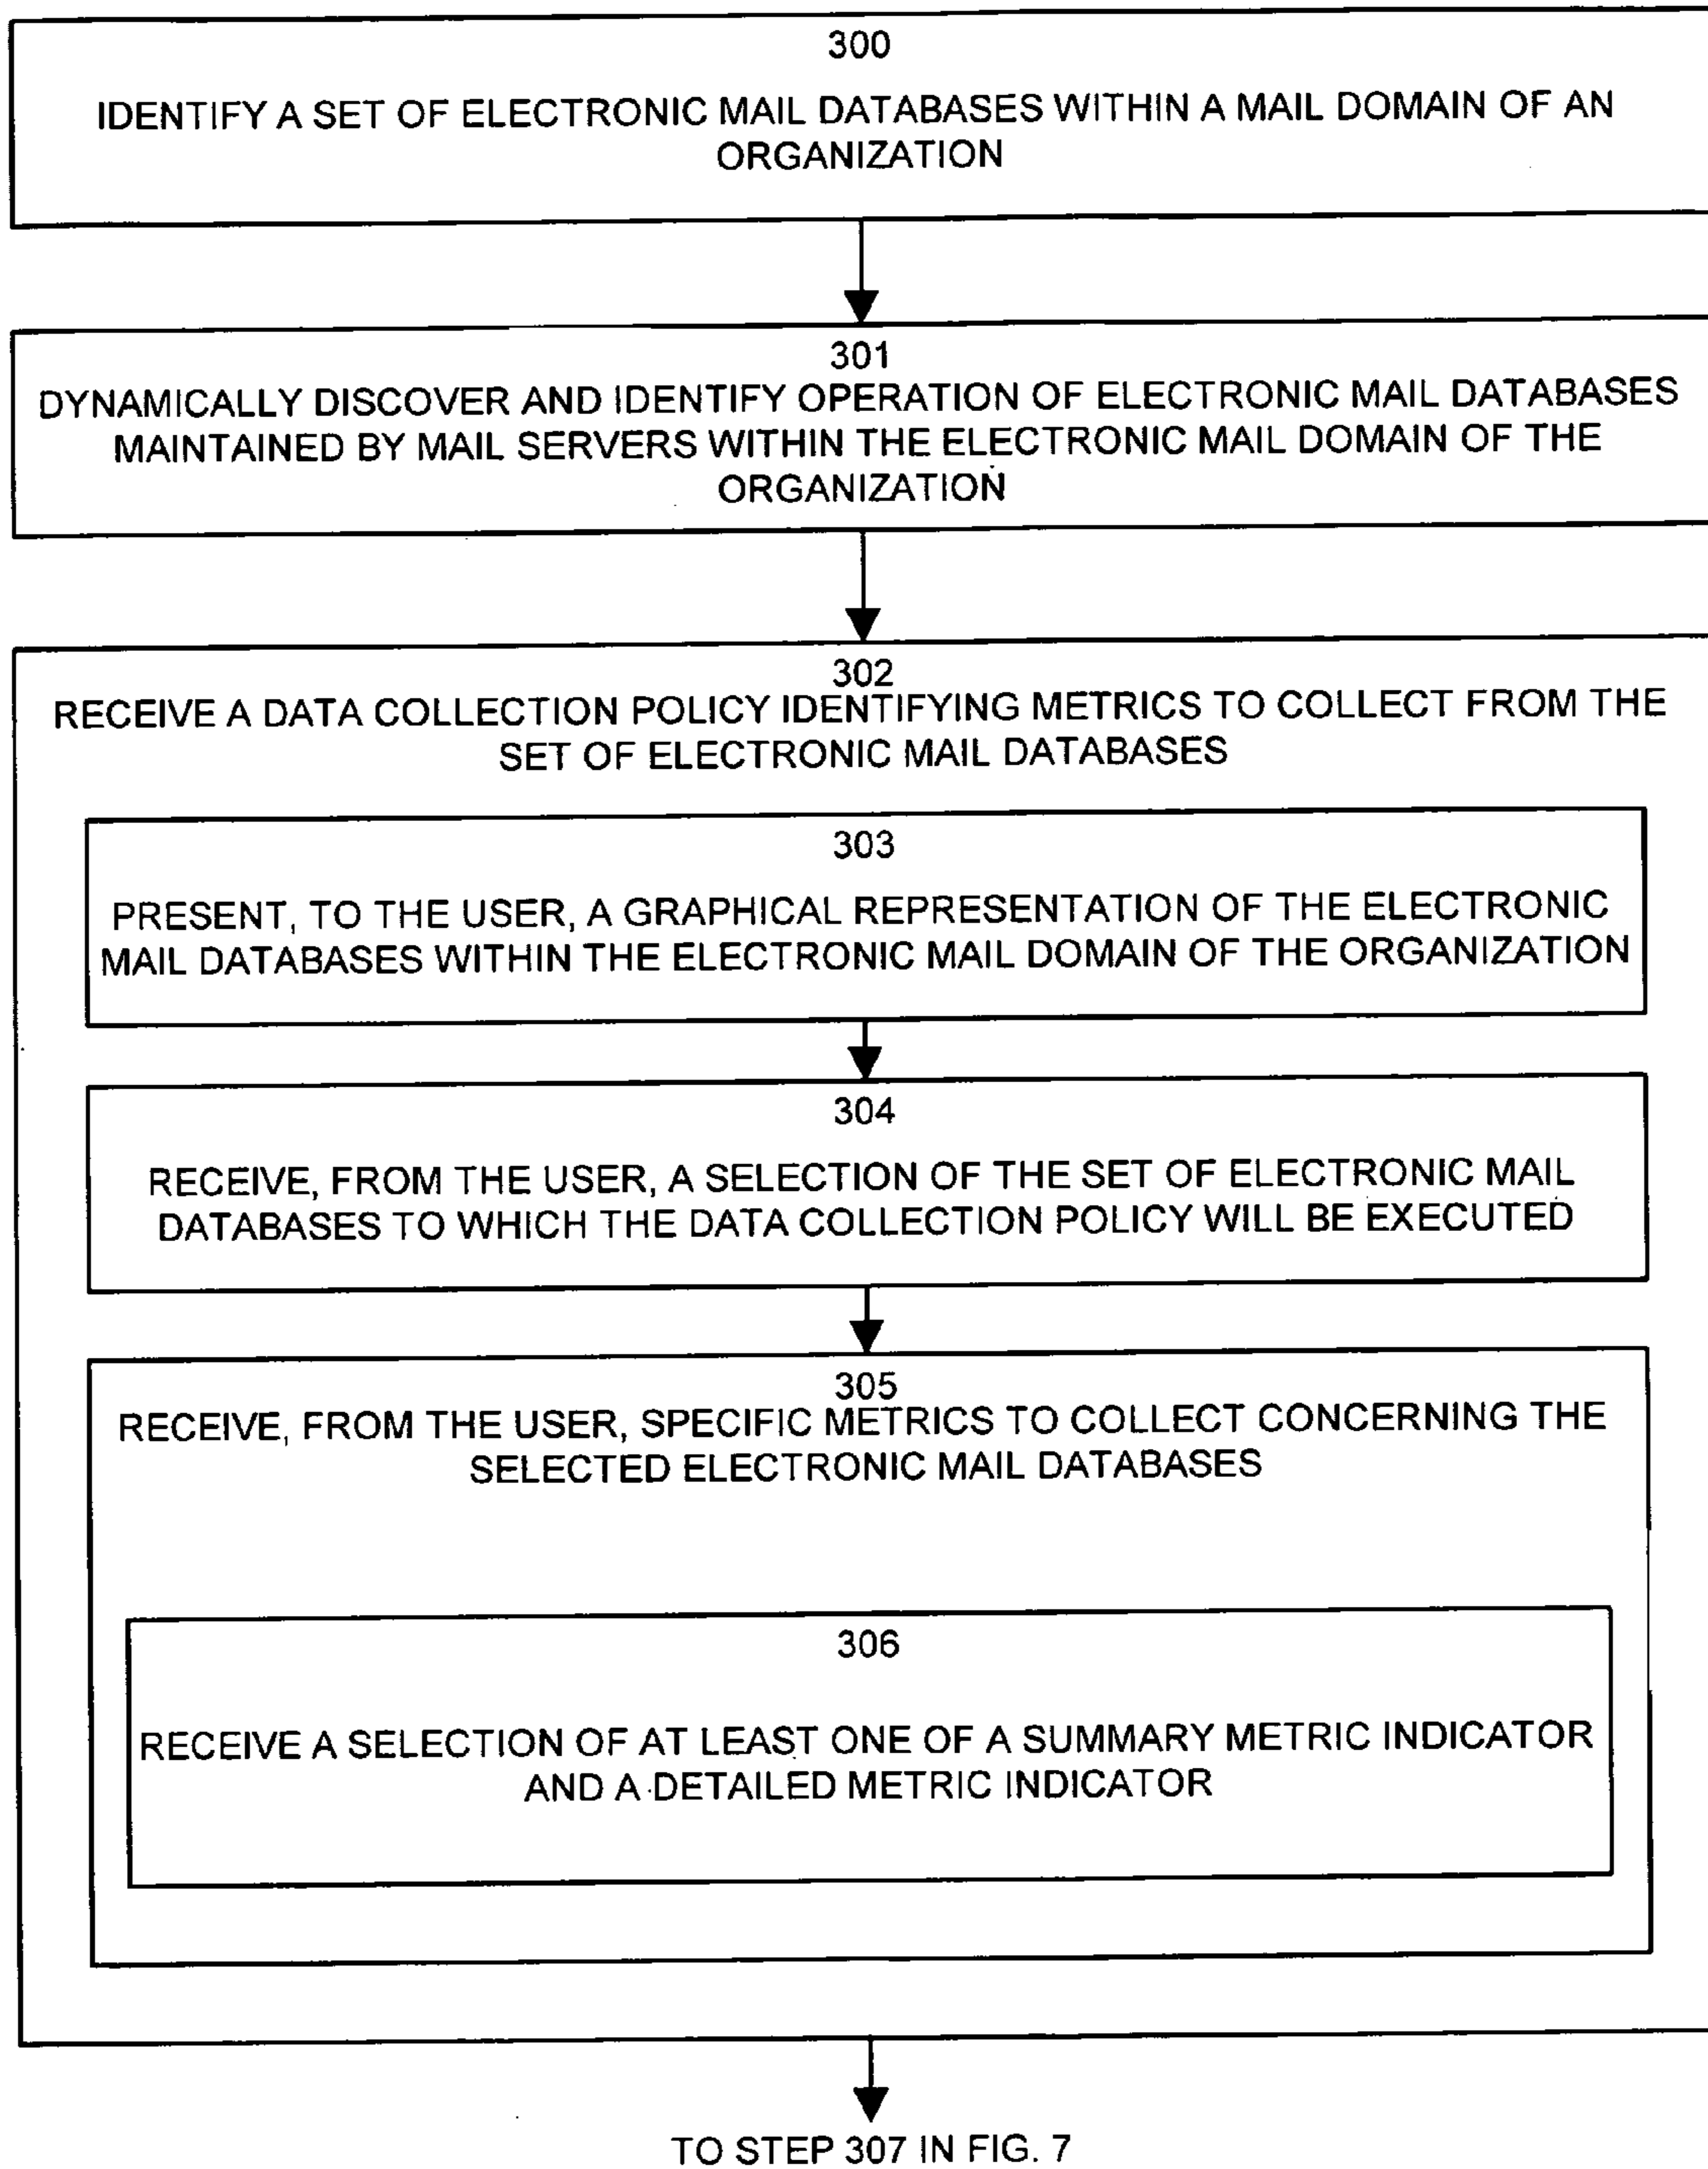 300
IDENTIFY A SET OF ELECTRONIC MAIL DATABASES WITHIN A MAIL DOMAIN OF AN
ORGANIZATION
301
DYNAMICALLY DISCOVER AND IDENTIFY OPERATION OF ELECTRONIC MAIL DATABASES
MAINTAINED BY MAIL SERVERS WITHIN THE ELECTRONIC MAIL DOMAIN OF THE
ORGANIZATION
302
RECEIVE A DATA COLLECTION POLICY IDENTIFYING METRICS TO COLLECT FROM THE
SET OF ELECTRONIC MAIL DATABASES
303
PRESENT, TO THE USER, A GRAPHICAL REPRESENTATION OF THE ELECTRONIC
MAIL DATABASES WITHIN THE ELECTRONIC MAIL DOMAIN OF THE ORGANIZATION
304
RECEIVE, FROM THE USER, A SELECTION OF THE SET OF ELECTRONIC MAIL
DATABASES TO WHICH THE DATA COLLECTION POLICY WILL BE EXECUTED
305
RECEIVE, FROM THE USER, SPECIFIC METRICS TO COLLECT CONCERNING THE
SELECTED ELECTRONIC MAIL DATABASES
306
RECEIVE A SELECTION OF AT LEAST ONE OF A SUMMARY METRIC INDICATOR
AND A DETAILED METRIC INDICATOR
TO STEP 307 IN FIG. 7